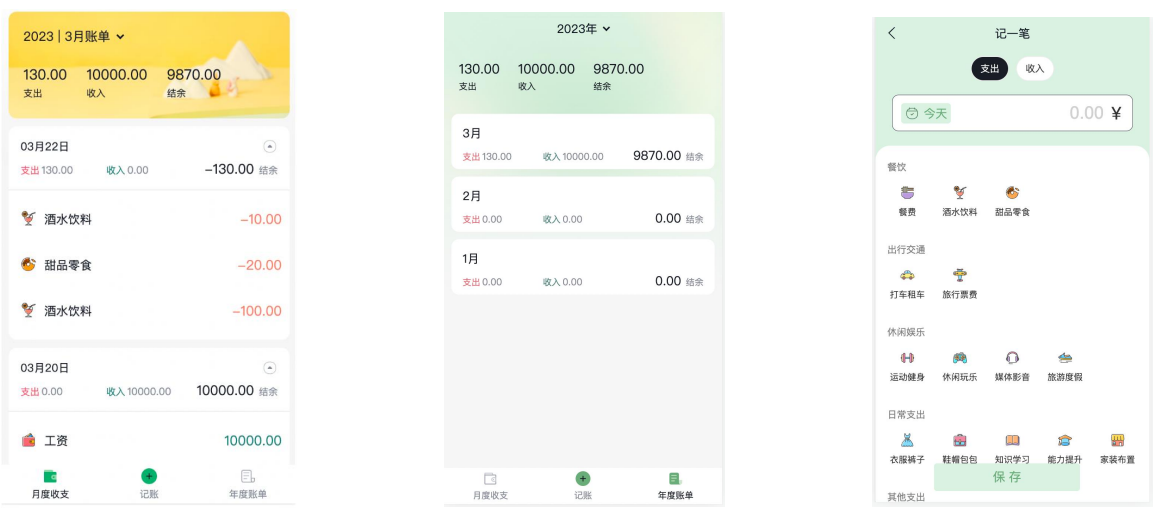 2023 | 3月账单
130.00 10000.00 9870.00
支出 收入 结余
03月22日
支出 130.00 收入 0.00 -130.00 结余
酒水饮料 -10.00
甜品零食 -20.00
酒水饮料 -100.00
03月20日
支出 0.00 收入 10000.00 10000.00 结余
工资 10000.00
月度收支 记账 年度账单
2023年
130.00 10000.00 9870.00
支出 收入 结余
3月
支出 130.00 收入 10000.00 9870.00 结余
2月
支出 0.00 收入 0.00 0.00 结余
1月
支出 0.00 收入 0.00 0.00 结余
月度收支 记账 年度账单
记一笔
支出 收入
今天 0.00 ¥
餐饮
餐费 酒水饮料 甜品零食
出行交通
打车租车 旅行票费
休闲娱乐
运动健身 休闲玩乐 媒体影音 旅游度假
日常支出
衣服裤子 鞋帽包包 知识学习 能力提升 家装布置
保存
其他支出